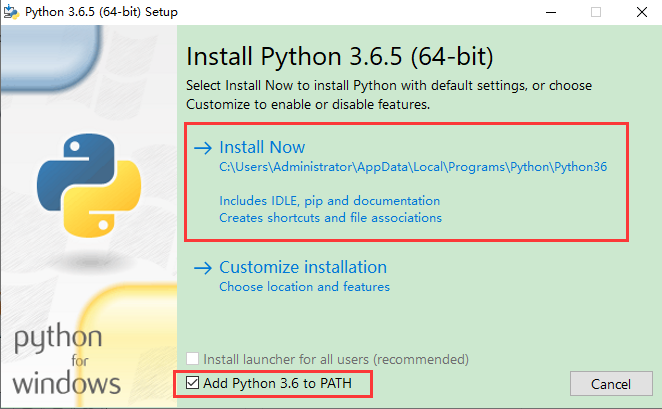 Python 3.6.5 (64-bit) Setup
Install Python 3.6.5 (64-bit)
Select Install Now to install Python with default settings, or choose
Customize to enable or disable features.
Install Now
C:\Users\Administrator\AppData\Local\Programs\Python\Python36
Includes IDLE, pip and documentation
Creates shortcuts and file associations
Customize installation
Choose location and features
Install launcher for all users (recommended)
Add Python 3.6 to PATH
Cancel
python
for
windows